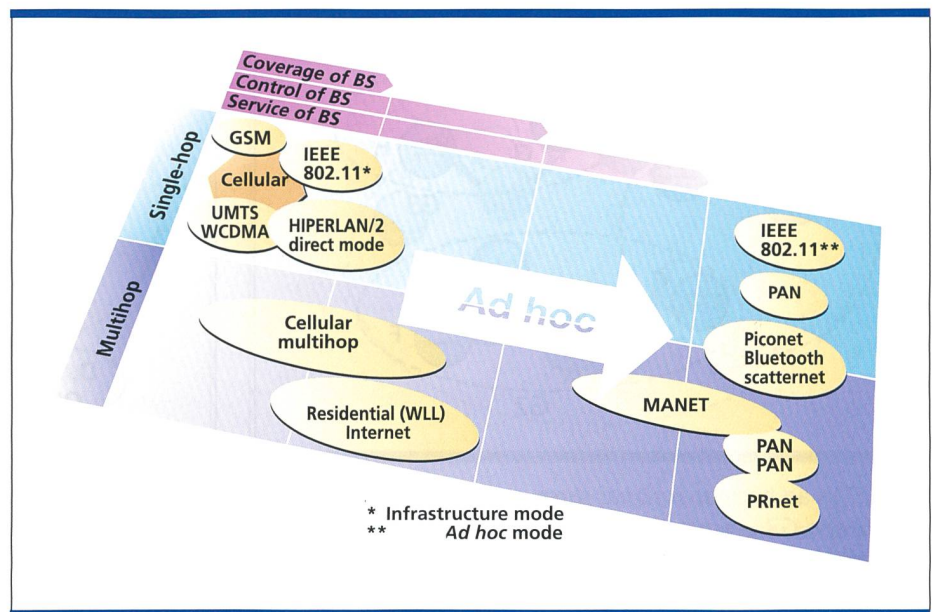 Coverage of BS
Control of BS
Service of BS
Single-hop
Multihop
GSM
IEEE
802.11*
Cellular
UMTS
WCDMA
HIPERLAN/2
direct mode
Ad hoc
IEEE
802.11**
PAN
Piconet
Bluetooth
scatternet
Cellular
multihop
Residential (WLL)
Internet
MANET
PAN
PAN
PRnet
* Infrastructure mode
** Ad hoc mode